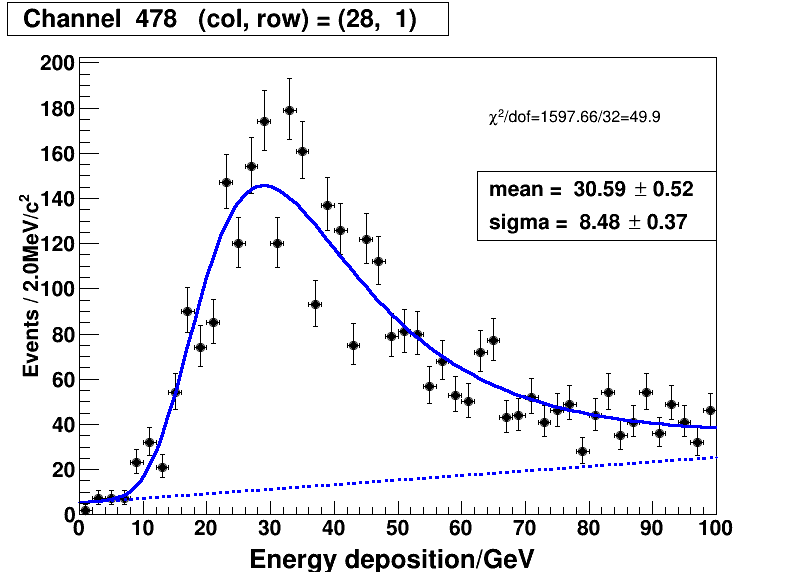 Channel 478 (col, row) = (28, 1)
χ²/dof=1597.66/32=49.9
mean = 30.59 ± 0.52
sigma = 8.48 ± 0.37
Events / 2.0MeV/c²
200
180
160
140
120
100
80
60
40
20
0
0 10 20 30 40 50 60 70 80 90 100
Energy deposition/GeV